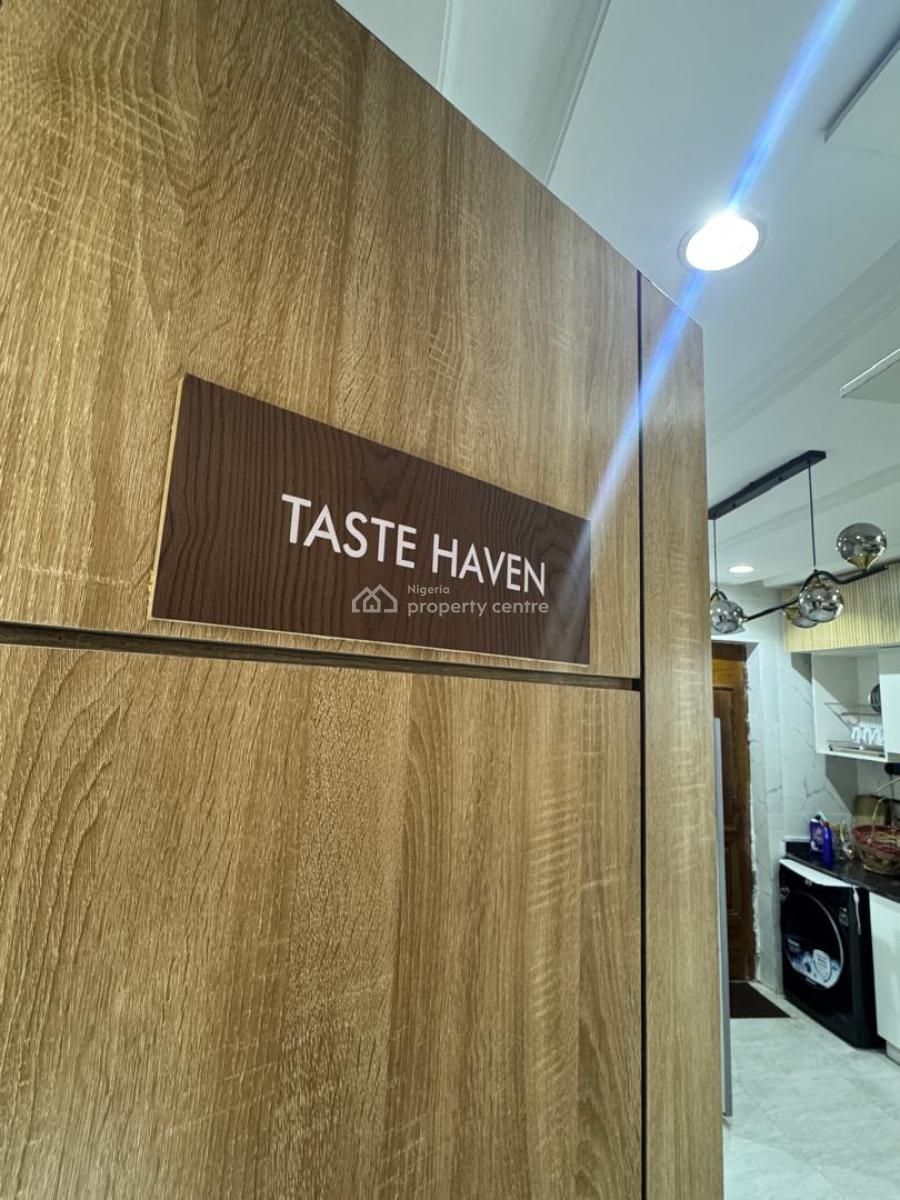 TASTE HAVEN
Nigeria
property centre